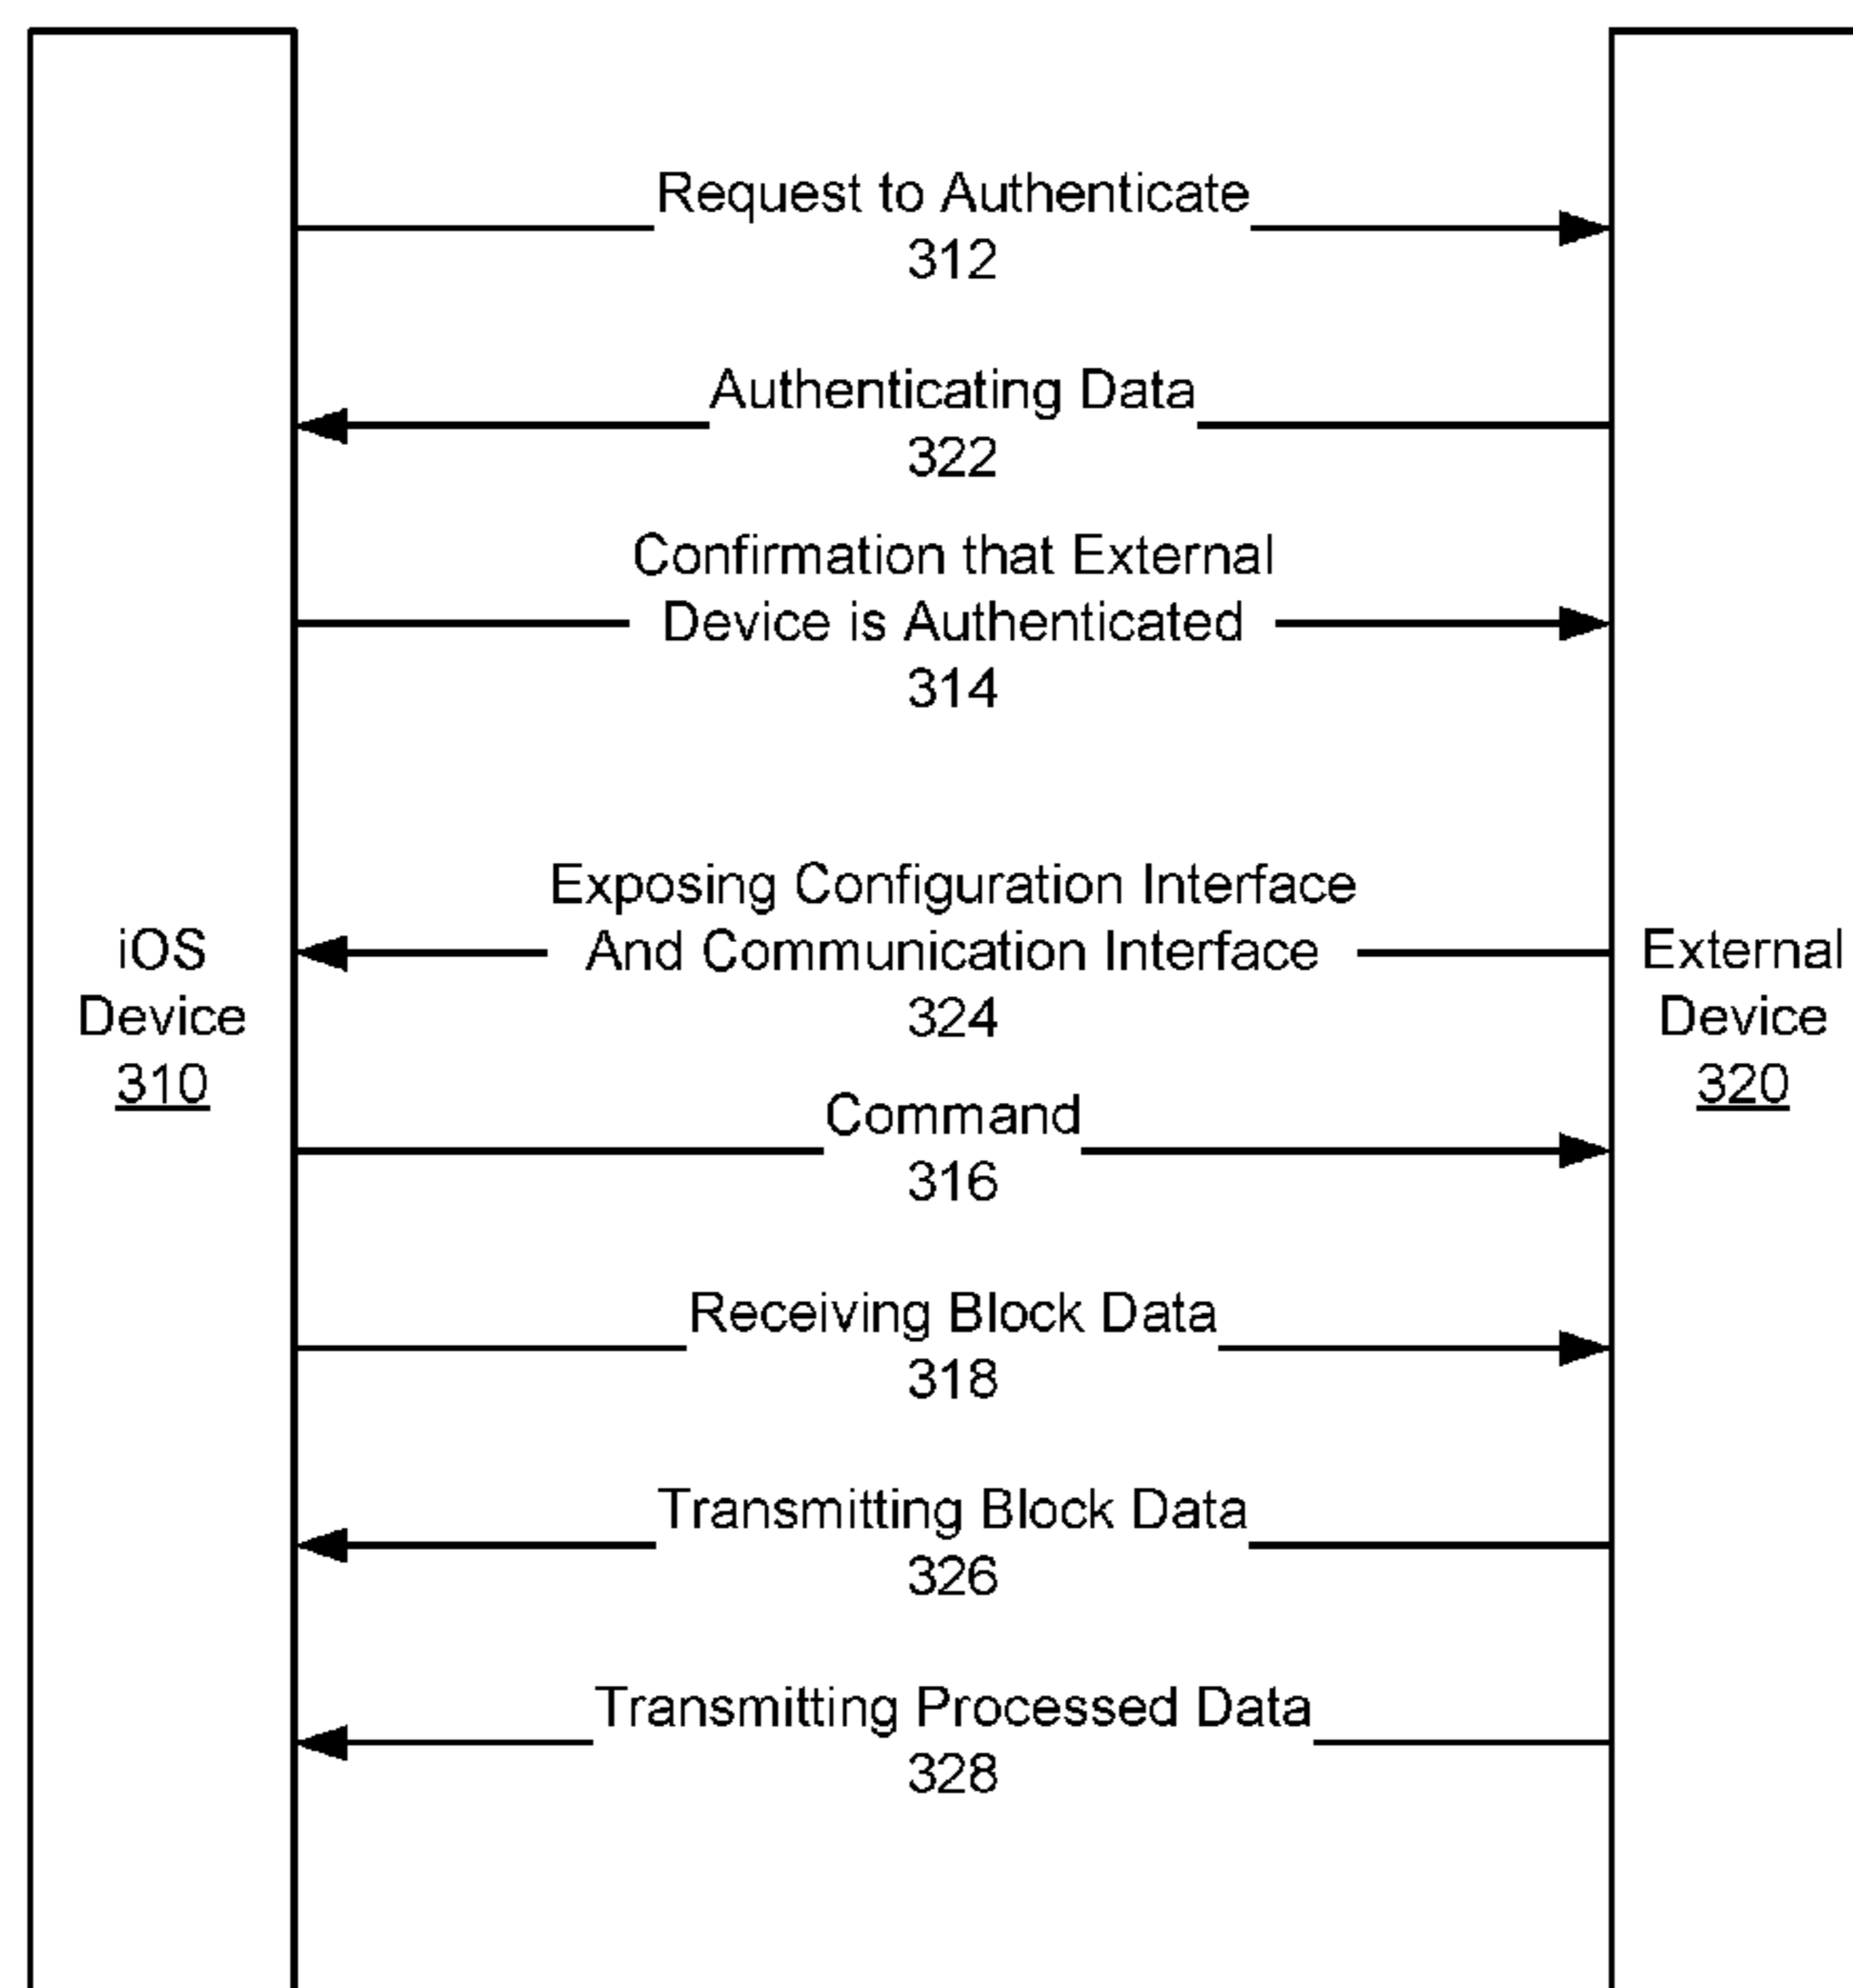 Request to Authenticate
312
Authenticating Data
322
Confirmation that External
Device is Authenticated
314
Exposing Configuration Interface
And Communication Interface
324
iOS
Device
310
External
Device
320
Command
316
Receiving Block Data
318
Transmitting Block Data
326
Transmitting Processed Data
328